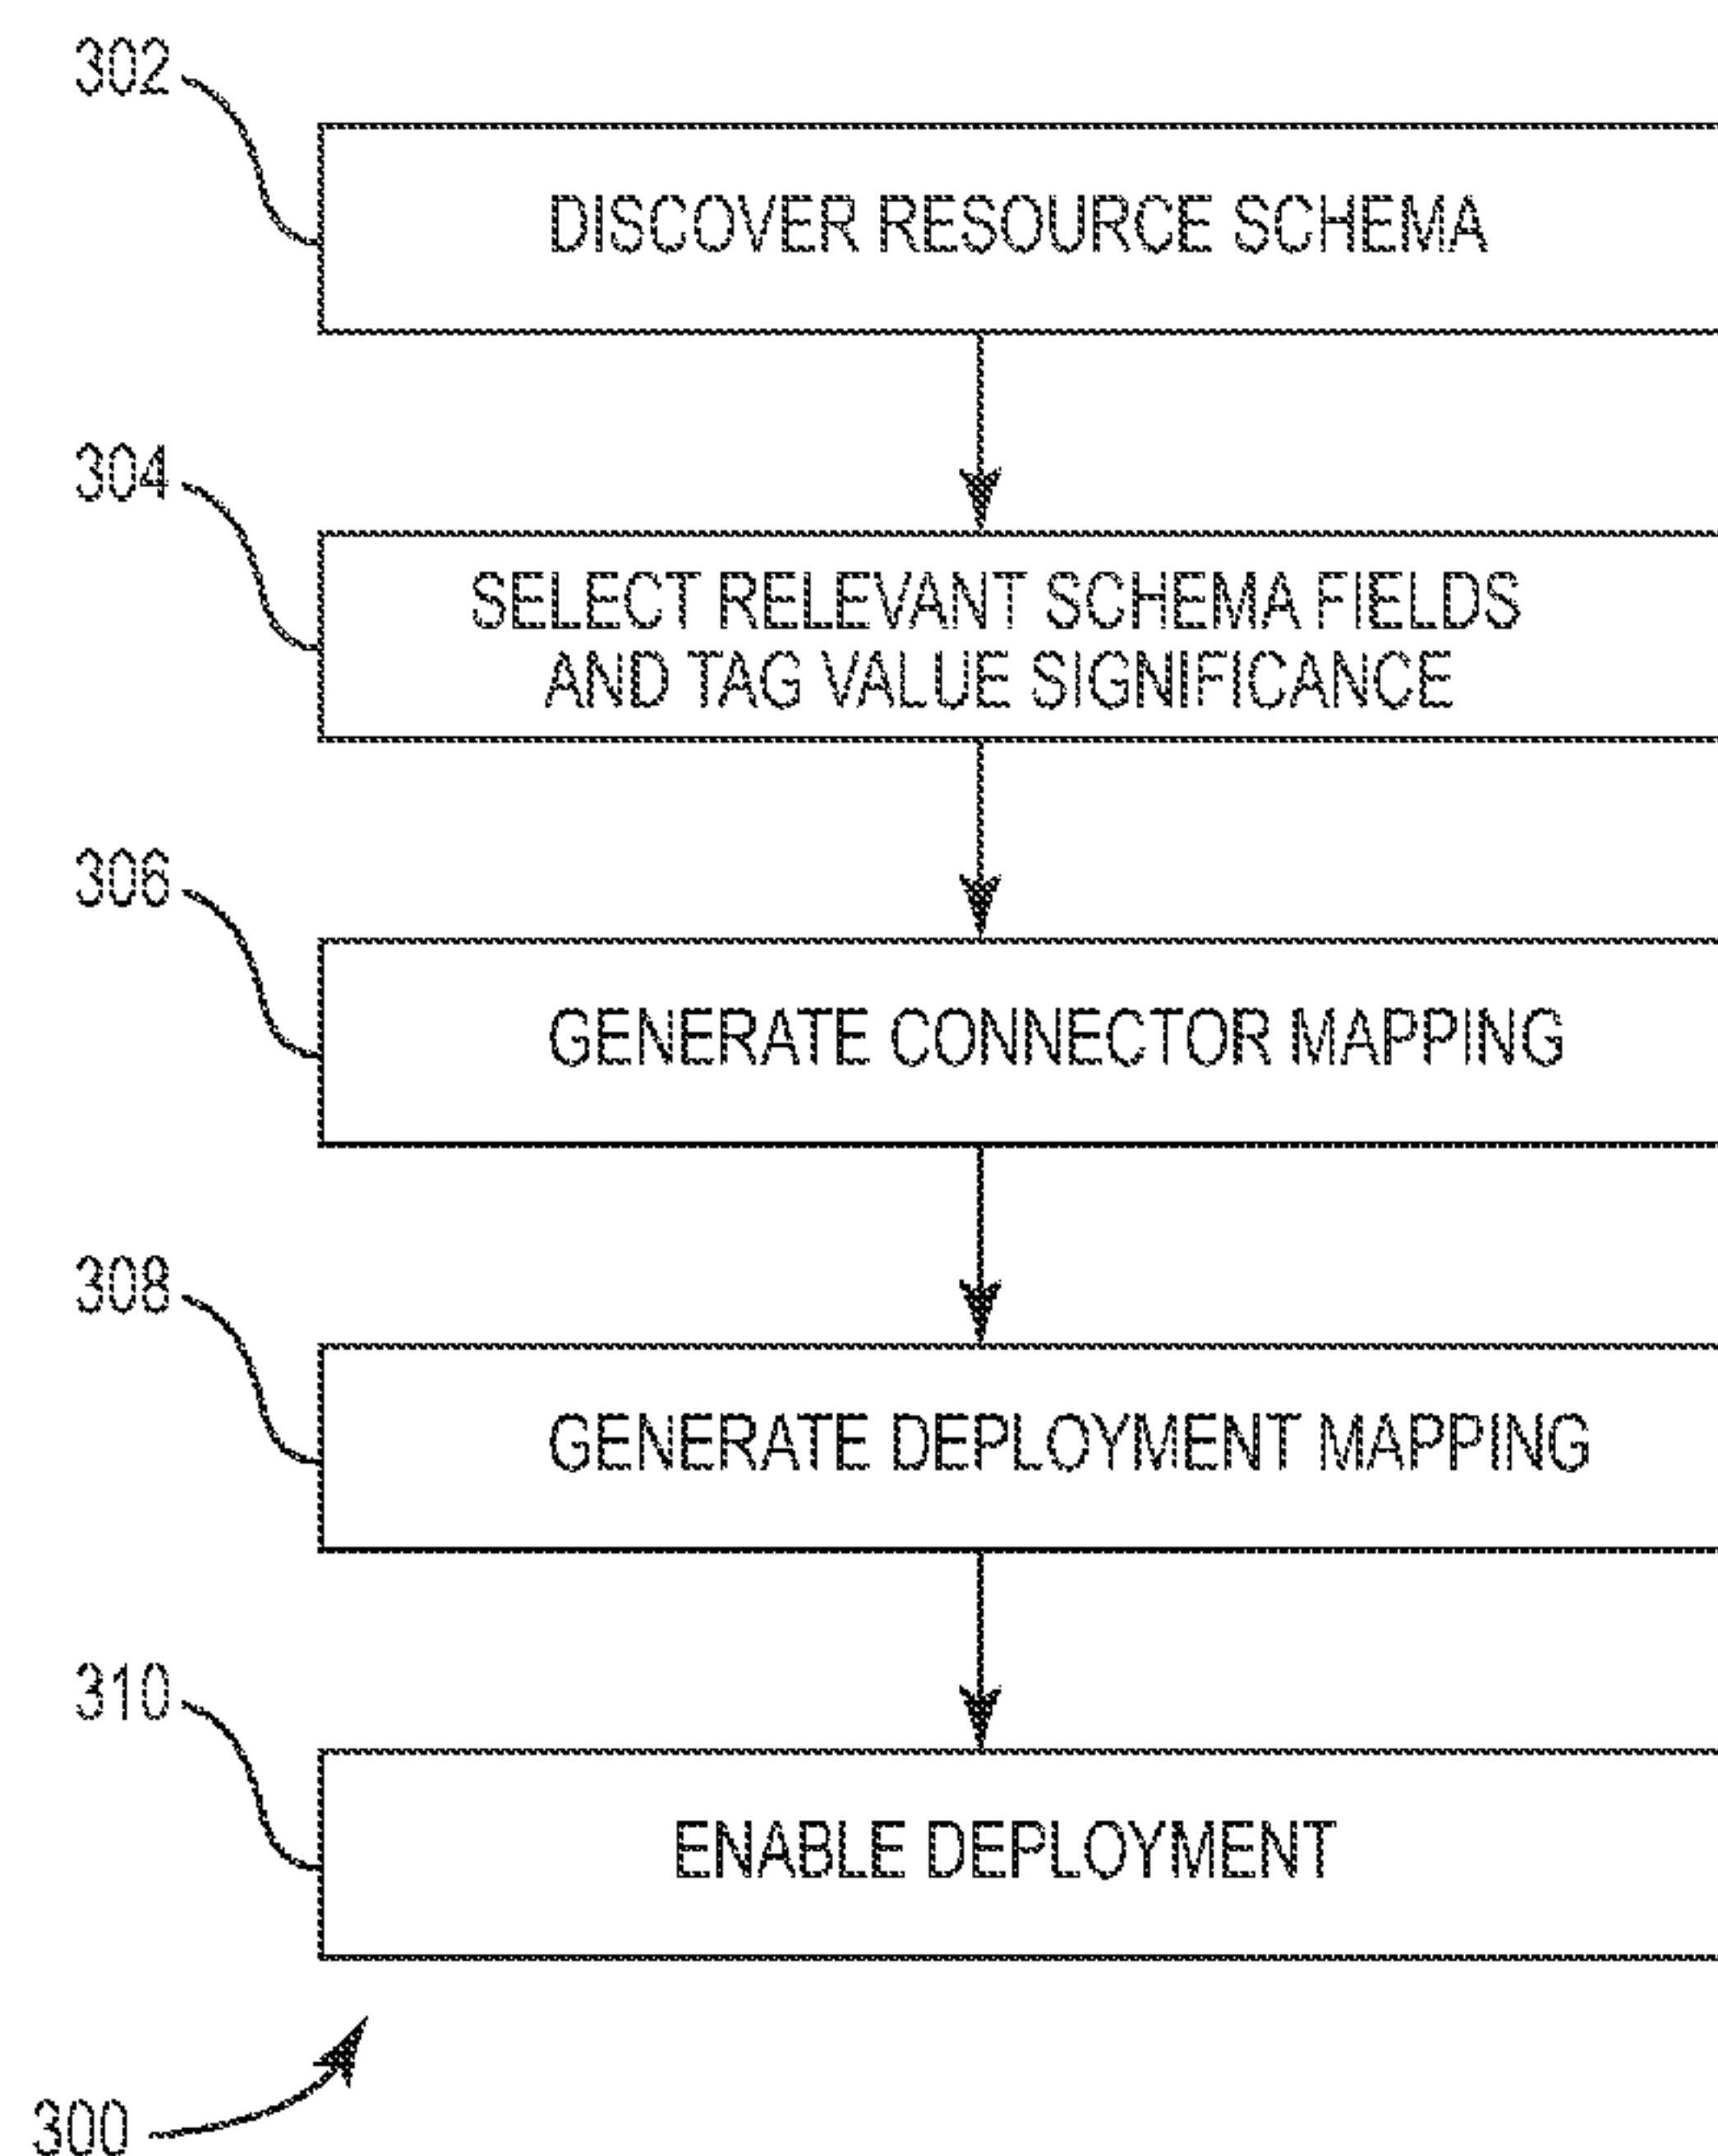 302
DISCOVER RESOURCE SCHEMA
304
SELECT RELEVANT SCHEMA FIELDS
AND TAG VALUE SIGNIFICANCE
306
GENERATE CONNECTOR MAPPING
308
GENERATE DEPLOYMENT MAPPING
310
ENABLE DEPLOYMENT
300